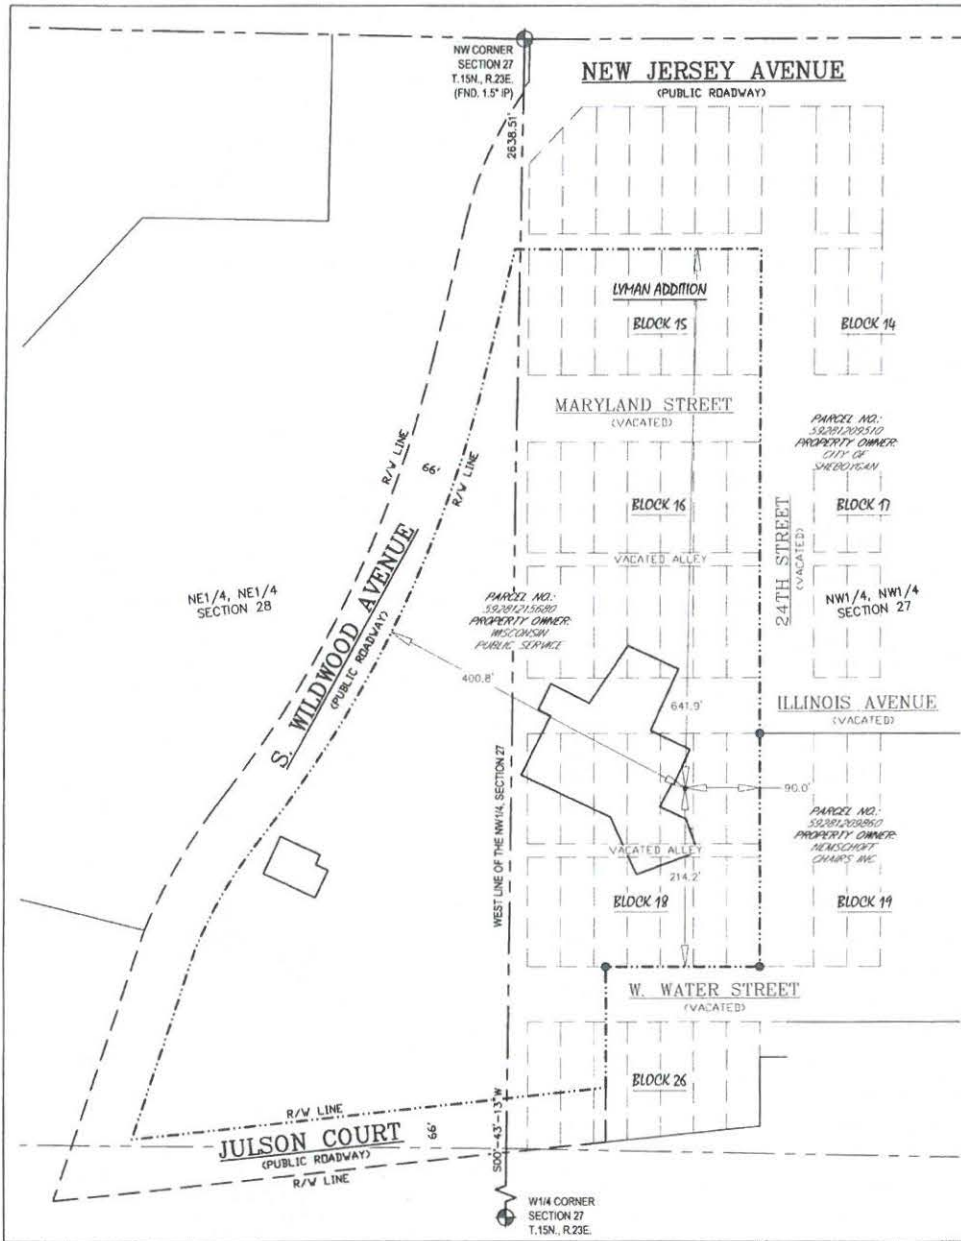 NW CORNER
SECTION 27
T.15N., R.23E.
(FND. 1.5" IP)
NEW JERSEY AVENUE
(PUBLIC ROADWAY)
2638.51'
LYMAN ADDITION
BLOCK 15
BLOCK 14
MARYLAND STREET
(VACATED)
PARCEL NO.:
59281209510
PROPERTY OWNER:
CITY OF
SHEBOYGAN
R/W LINE
66'
R/W LINE
BLOCK 16
BLOCK 17
24TH STREET
(VACATED)
VACATED ALLEY
NE1/4, NE1/4
SECTION 28
S. WILDWOOD AVENUE
(PUBLIC ROADWAY)
PARCEL NO.:
59281215680
PROPERTY OWNER:
WISCONSIN
PUBLIC SERVICE
NW1/4, NW1/4
SECTION 27
400.8'
641.9'
ILLINOIS AVENUE
(VACATED)
90.0'
WEST LINE OF THE NW1/4, SECTION 27
PARCEL NO.:
59281209860
PROPERTY OWNER:
NEMSCHOFF
CHAIRS INC.
VACATED ALLEY
214.2'
BLOCK 18
BLOCK 19
W. WATER STREET
(VACATED)
BLOCK 26
R/W LINE
JULSON COURT
(PUBLIC ROADWAY)
66'
R/W LINE
S00°-43'-13"W
W1/4 CORNER
SECTION 27
T.15N., R.23E.